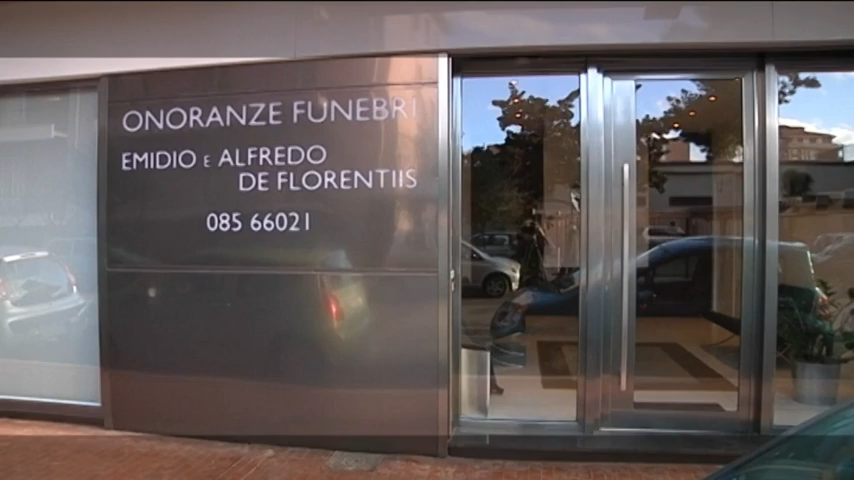 ONORANZE FUNEBRI
EMIDIO E ALFREDO
DE FLORENTIIS
085 66021